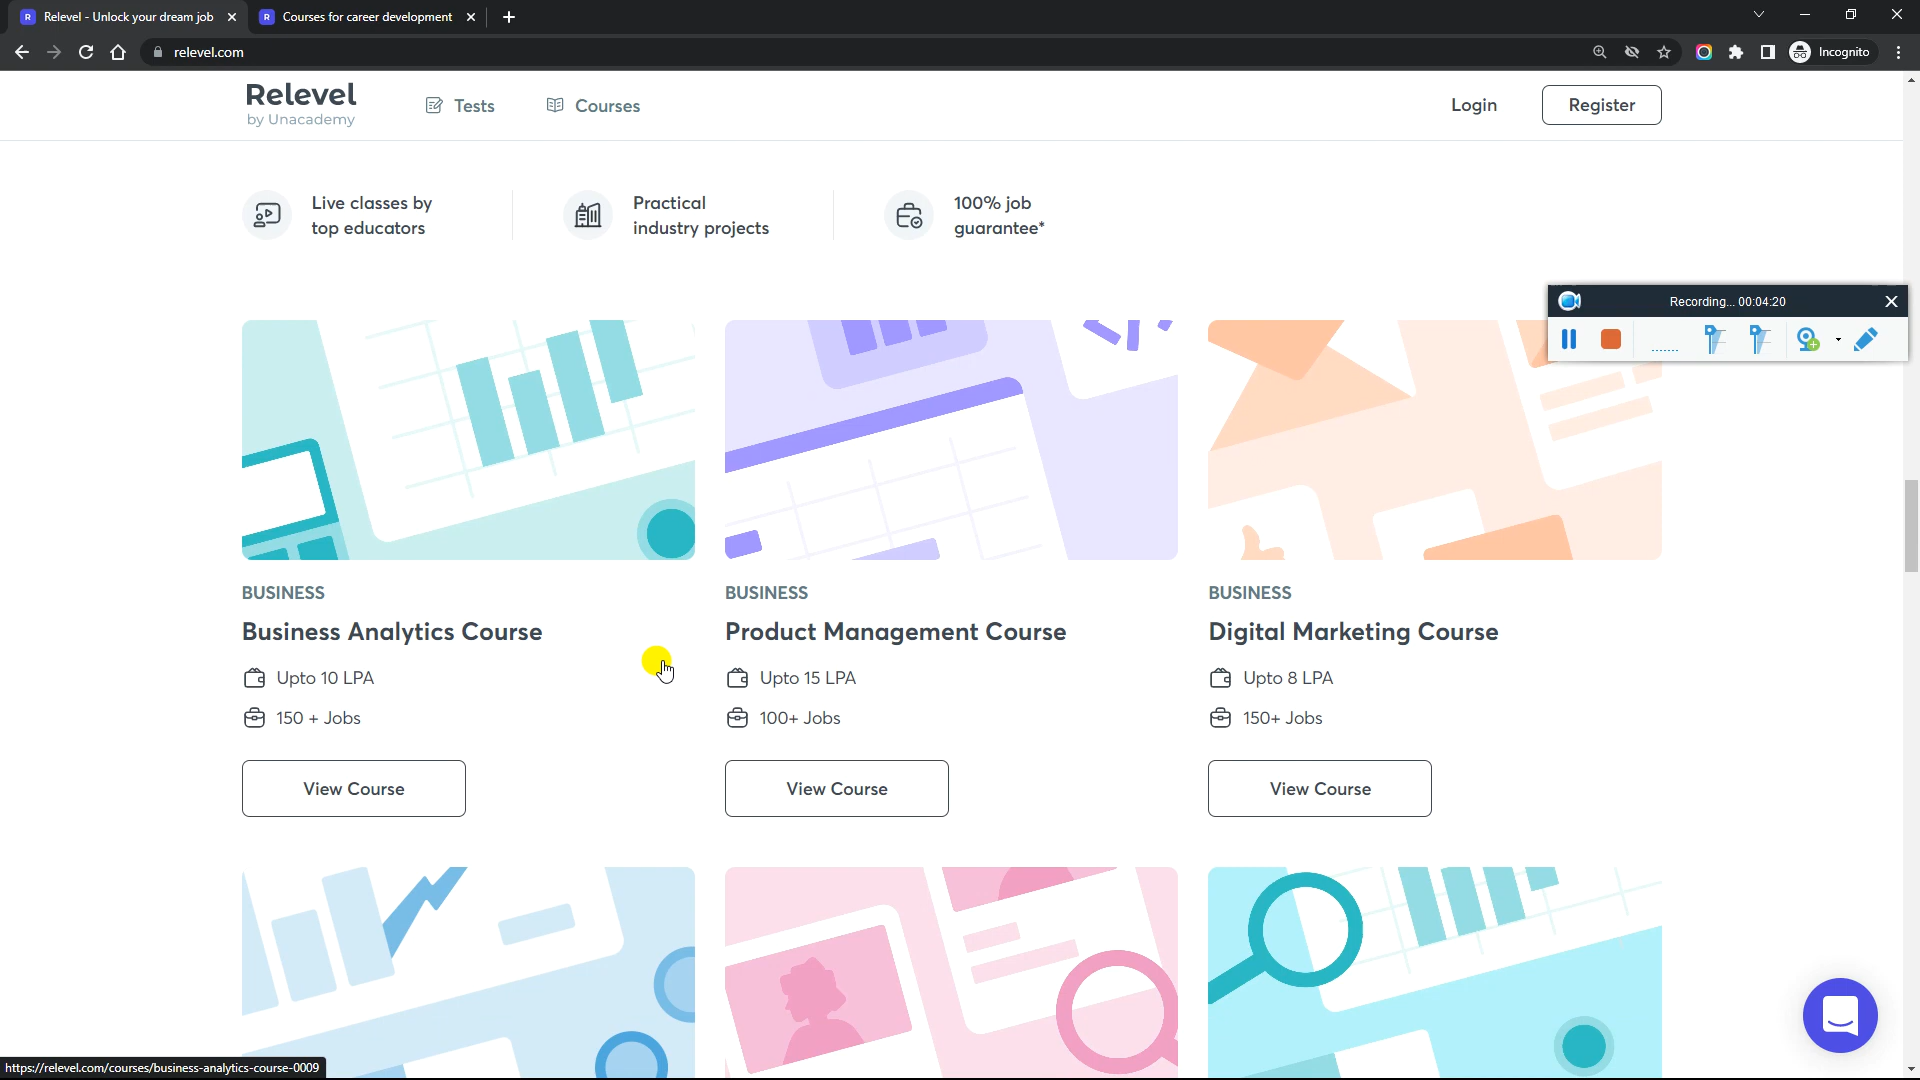 Relevel - Unlock your dream job
Courses for career development
relevel.com
Incognito
Relevel
by Unacademy
Tests
Courses
Login
Register
Live classes by
top educators
Practical
industry projects
100% job
guarantee*
Recording... 00:04:20
BUSINESS
Business Analytics Course
Upto 10 LPA
150 + Jobs
View Course
BUSINESS
Product Management Course
Upto 15 LPA
100+ Jobs
View Course
BUSINESS
Digital Marketing Course
Upto 8 LPA
150+ Jobs
View Course
https://relevel.com/courses/business-analytics-course-0009